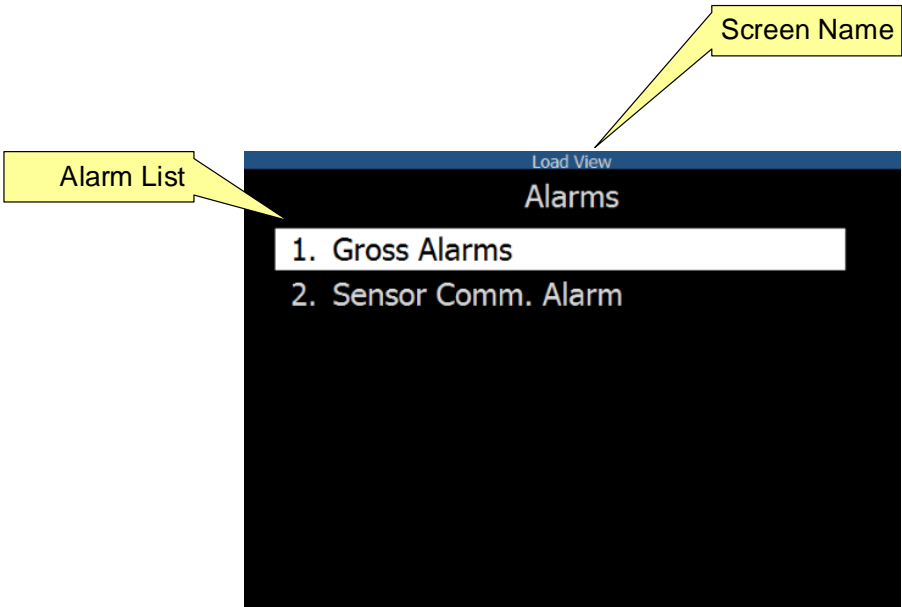 Screen Name
Alarm List
Load View
Alarms
1. Gross Alarms
2. Sensor Comm. Alarm